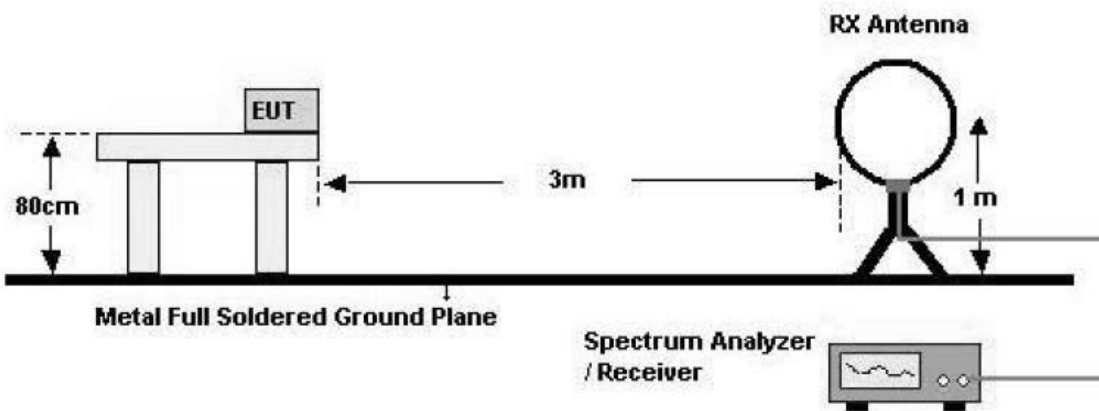 RX Antenna
EUT
80cm
3m
1 m
Metal Full Soldered Ground Plane
Spectrum Analyzer
/ Receiver